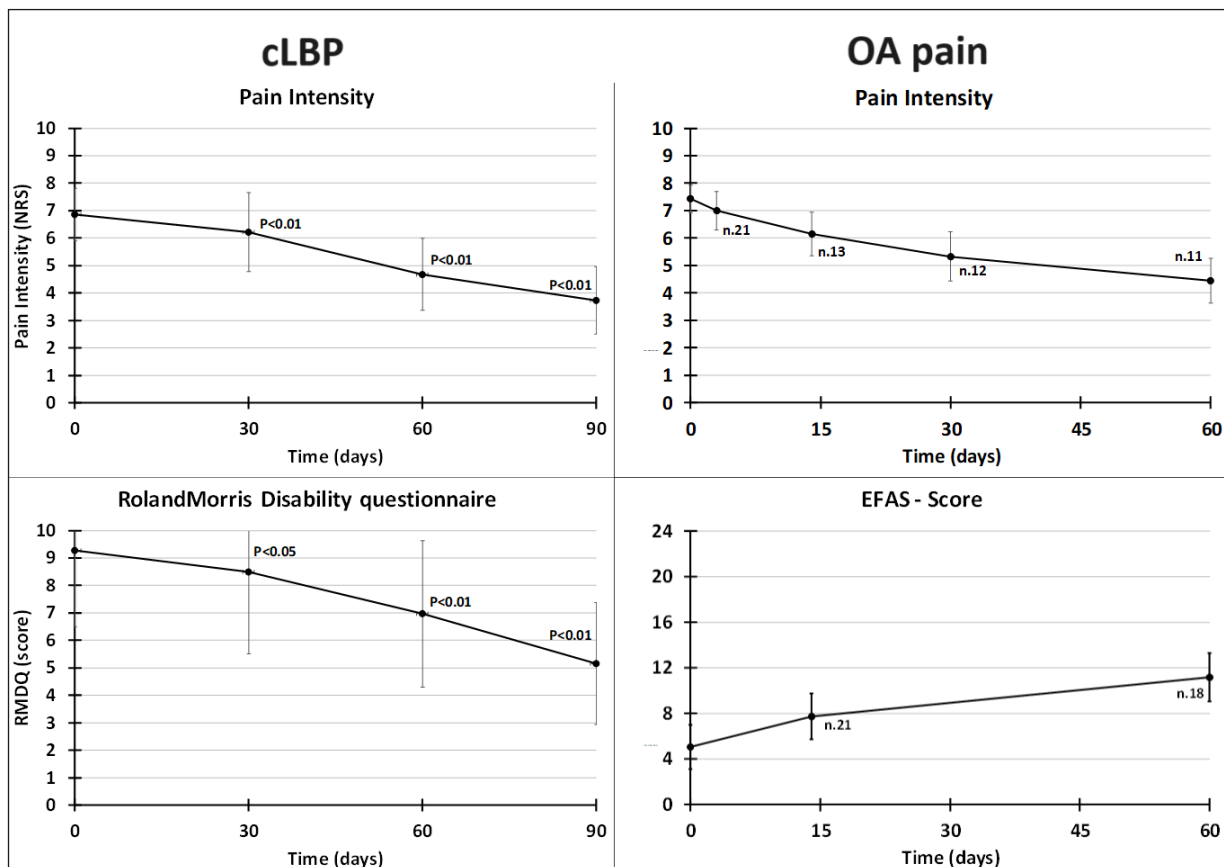 cLBP
Pain Intensity
Pain Intensity (NRS)
10
9
8
7
6
5
4
3
2
1
0
P<0.01
P<0.01
P<0.01
0 30 60 90
Time (days)
OA pain
Pain Intensity
10
9
8
7
6
5
4
3
2
1
0
n.21
n.13
n.12
n.11
0 15 30 45 60
Time (days)
RolandMorris Disability questionnaire
RMDQ (score)
10
9
8
7
6
5
4
3
2
1
0
P<0.05
P<0.01
P<0.01
0 30 60 90
Time (days)
EFAS - Score
24
20
16
12
8
4
0
n.21
n.18
0 15 30 45 60
Time (days)